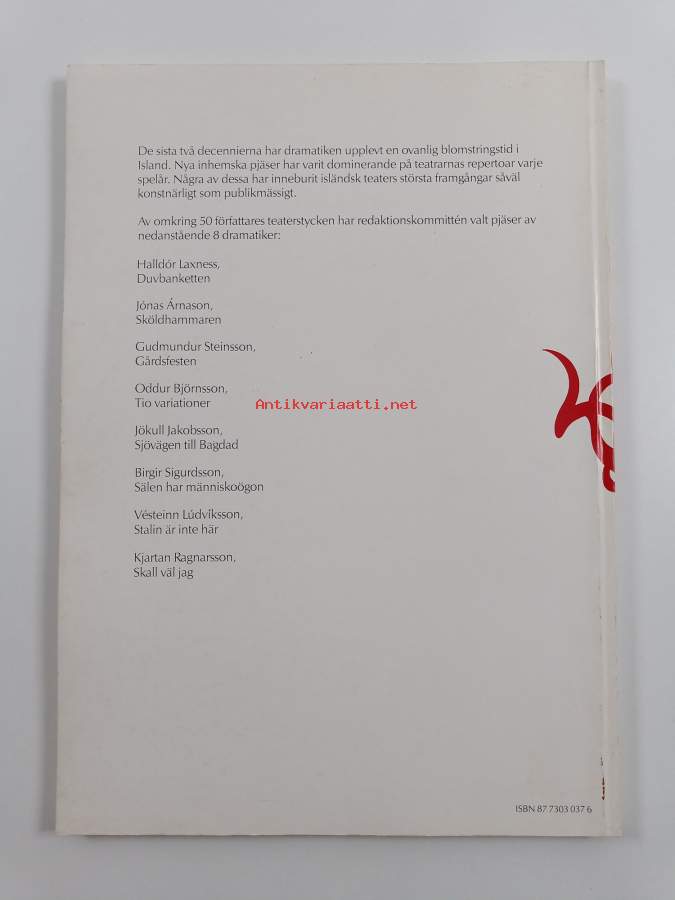 De sista två decennierna har dramatiken upplevt en ovanlig blomstringstid i
Island. Nya inhemska pjäser har varit dominerande på teatrarnas repertoar varje
spelår. Några av dessa har inneburit isländsk teaters största framgångar såväl
konstnärligt som publikmässigt.
Av omkring 50 författares teaterstycken har redaktionskommittén valt pjäser av
nedanstående 8 dramatiker:
Halldór Laxness,
Duvbanketten
Jónas Árnason,
Sköldhammaren
Gudmundur Steinsson,
Gårdsfesten
Oddur Björnsson,
Tio variationer
Antikvariaatti.net
Jökull Jakobsson,
Sjövägen till Bagdad
Birgir Sigurdsson,
Sälen har människoögon
Vésteinn Lúdvíksson,
Stalin är inte här
Kjartan Ragnarsson,
Skall väl jag
ISBN 87 7303 037 6